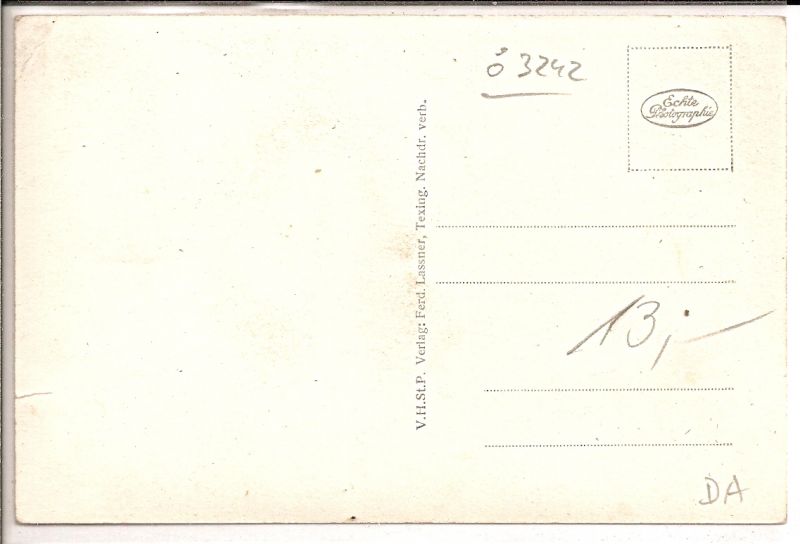 ö 3242
Echte
Photographie
V.H.St.P. Verlag: Ferd. Lassner, Texing. Nachdr. verb.
13,-
DA